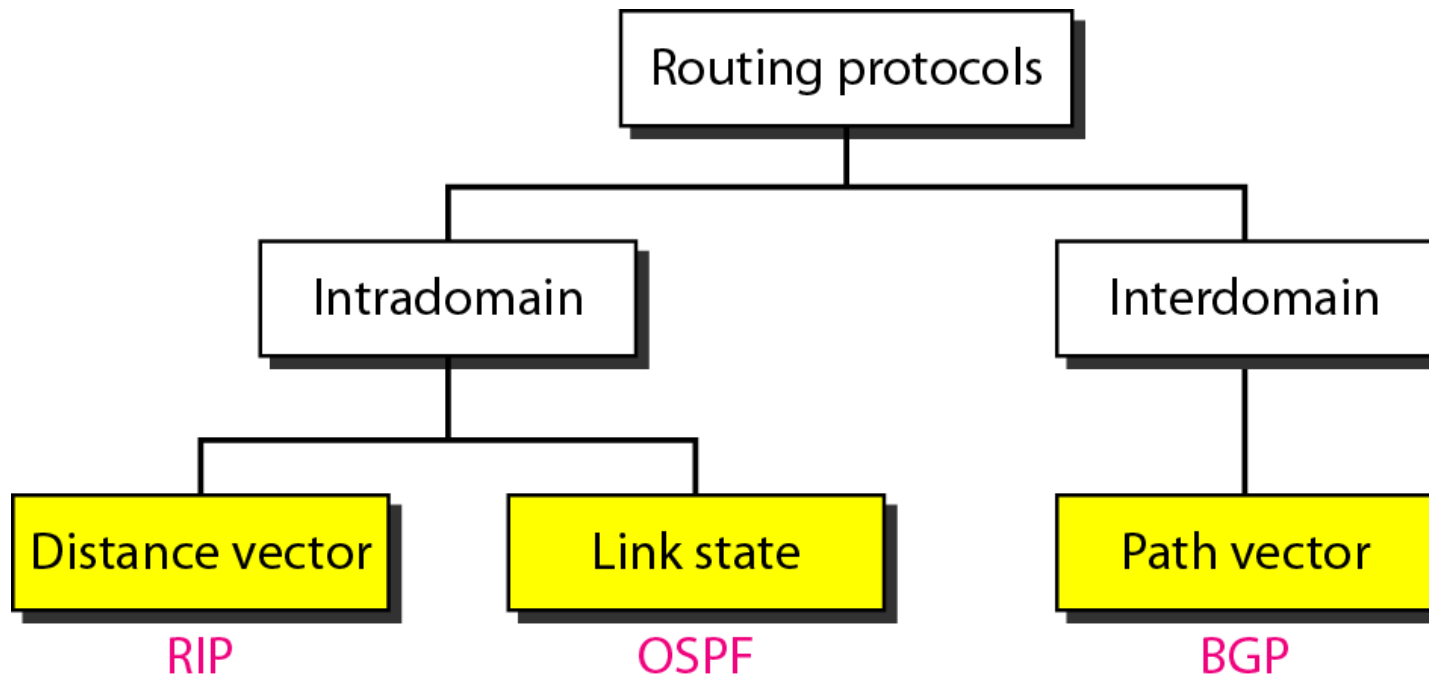 Routing protocols
Intradomain
Interdomain
Distance vector
Link state
Path vector
RIP
OSPF
BGP